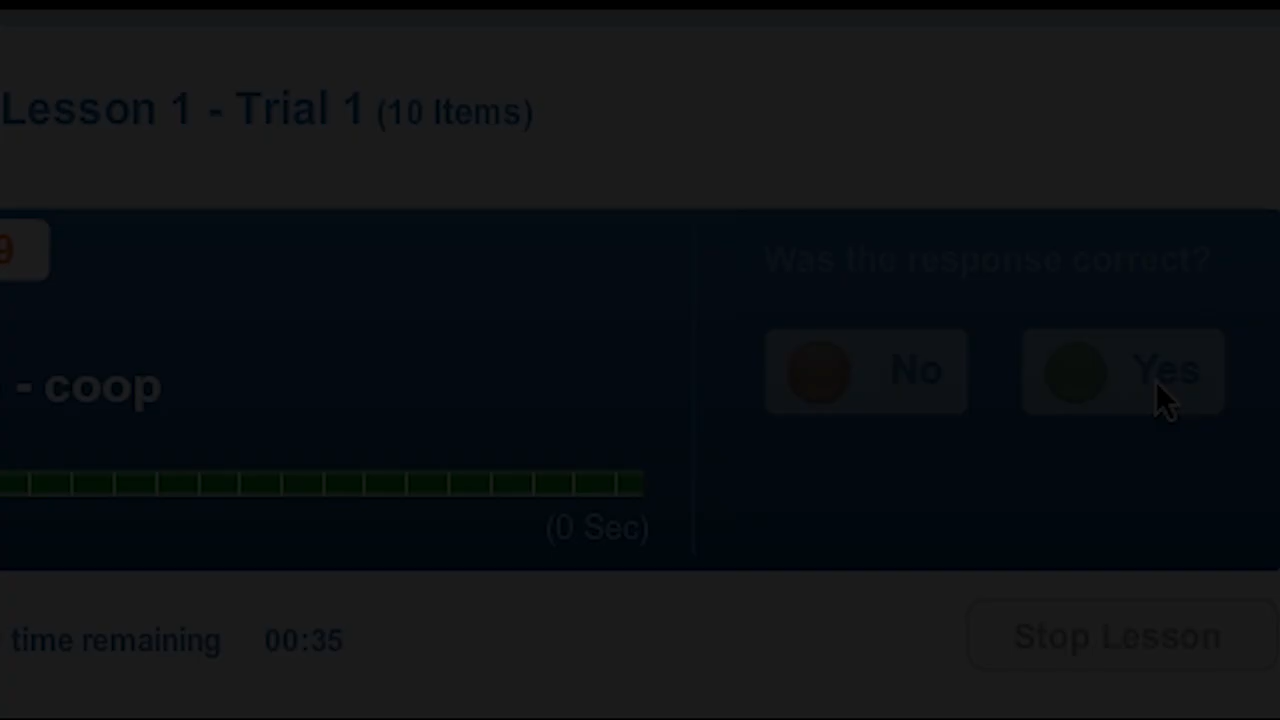 Lesson 1 - Trial 1 (10 Items)
9
Was the response correct?
No
Yes
- coop
(0 Sec)
time remaining 00:35
Stop Lesson